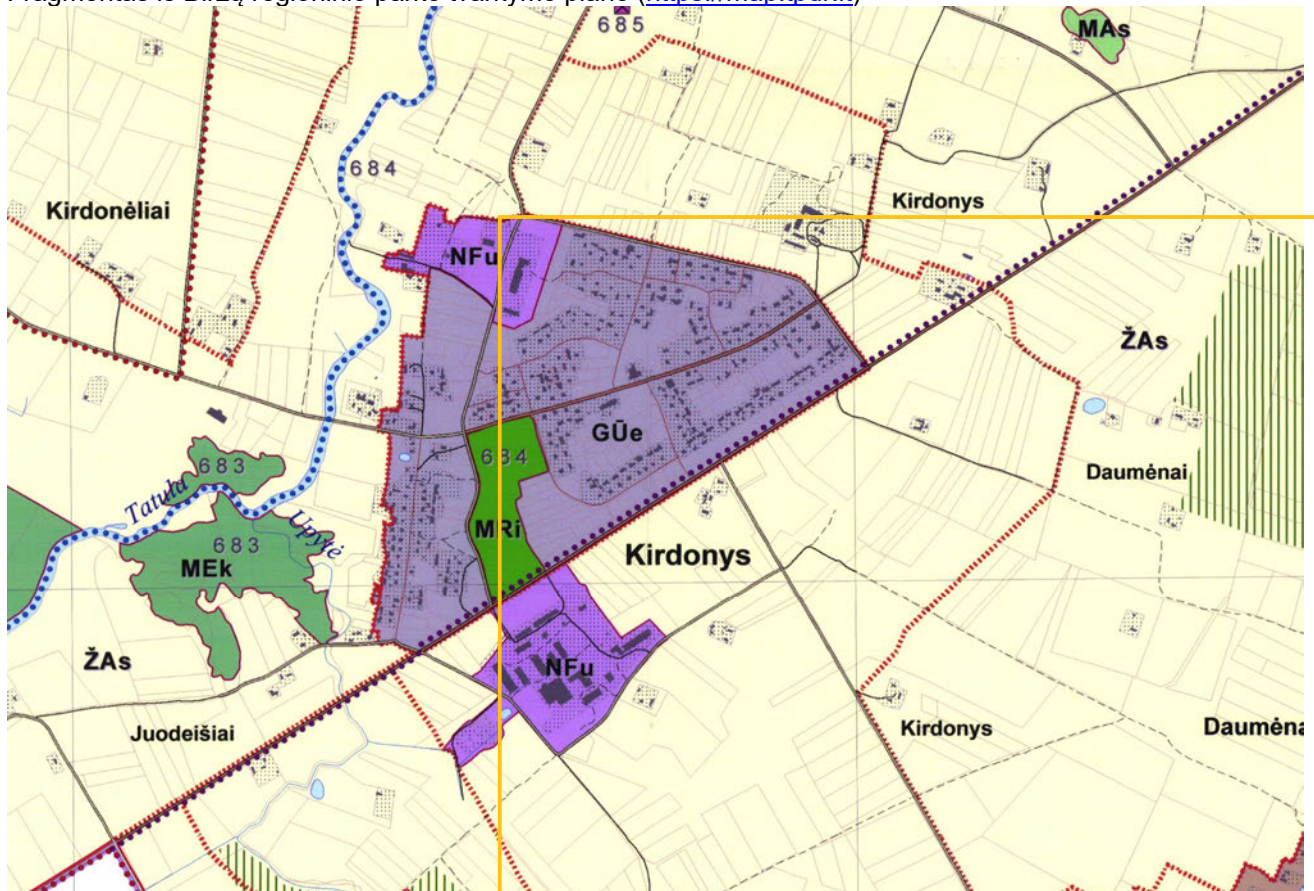 685
MAs
684
Kirdonėliai
Kirdonys
NFu
ŽAs
GŪe
684
683
Tatula
Daumėnai
Upytė
683
MRi
Kirdonys
MEk
ŽAs
NFu
Juodeišiai
Kirdonys
Daumėna